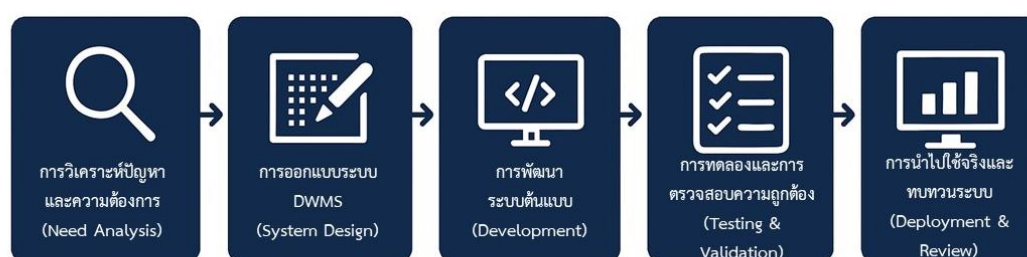 การวิเคราะห์ปัญหา
และความต้องการ
(Need Analysis)
การออกแบบระบบ
DWMS
(System Design)
</>
การพัฒนา
ระบบต้นแบบ
(Development)
การทดลองและการ
ตรวจสอบความถูกต้อง
(Testing &
Validation)
การนำไปใช้จริงและ
ทบทวนระบบ
(Deployment &
Review)